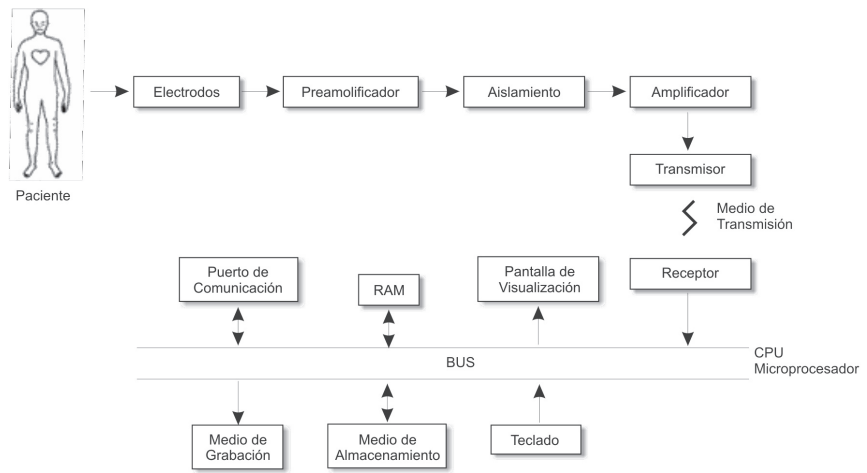 Electrodos
Preamolificador
Aislamiento
Amplificador
Paciente
Transmisor
Medio de
Transmisión
Puerto de
Comunicación
RAM
Pantalla de
Visualización
Receptor
BUS
CPU
Microprocesador
Medio de
Grabación
Medio de
Almacenamiento
Teclado